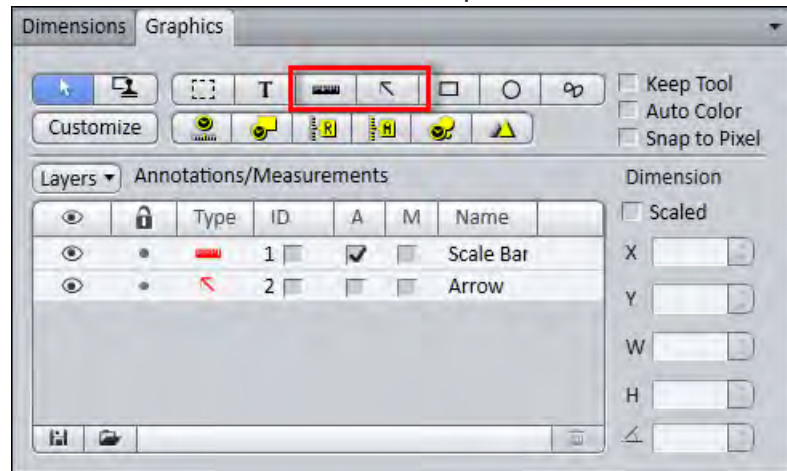 Dimensions Graphics
T Keep Tool
Auto Color
Customize R M Snap to Pixel
Layers Annotations/Measurements Dimension
Type ID A M Name Scaled
1 Scale Bar X
2 Arrow
Y
W
H